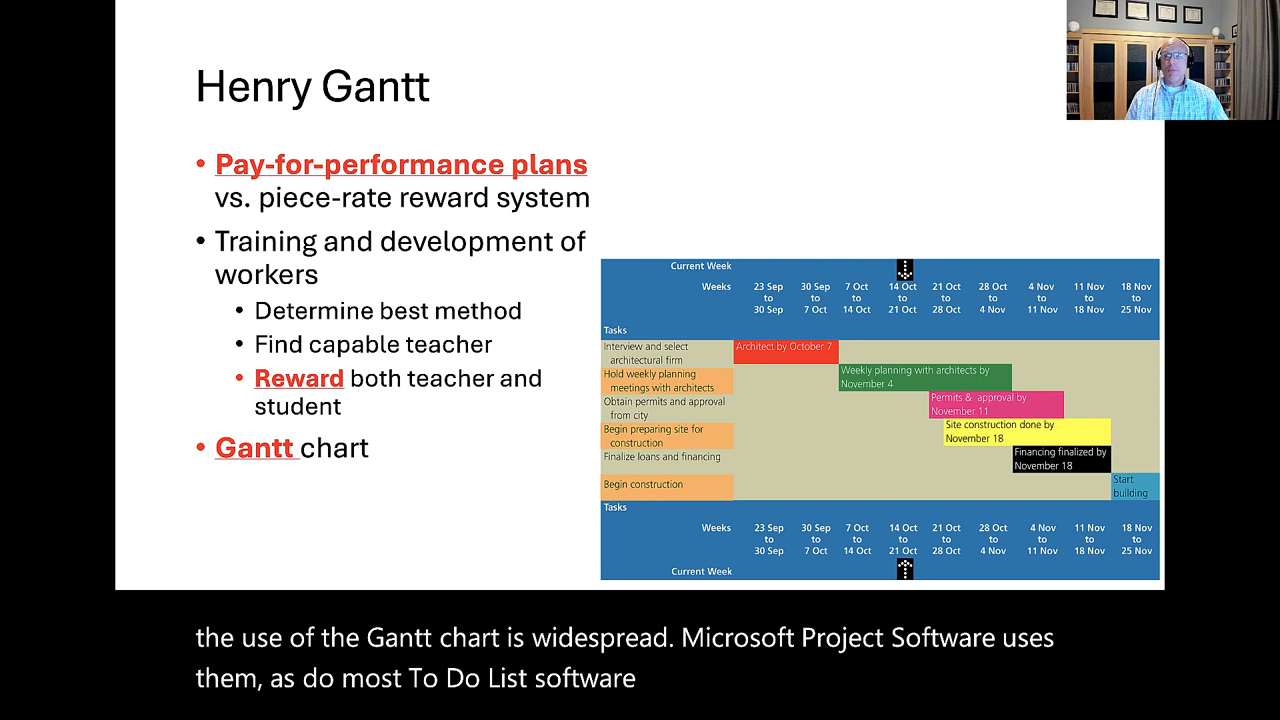 Henry Gantt
• Pay-for-performance plans
vs. piece-rate reward system
• Training and development of
workers
• Determine best method
• Find capable teacher
• Reward both teacher and
student
• Gantt chart
Current Week
Weeks 23 Sep to 30 Sep 30 Sep to 7 Oct 7 Oct to 14 Oct 14 Oct to 21 Oct 21 Oct to 28 Oct 28 Oct to 4 Nov 4 Nov to 11 Nov 11 Nov to 18 Nov 18 Nov to 25 Nov
Tasks
Interview and select
architectural firm
Architect by October 7
Hold weekly planning
meetings with architects
Weekly planning with architects by
November 4
Obtain permits and approval
from city
Permits & approval by
November 11
Begin preparing site for
construction
Site construction done by
November 18
Finalize loans and financing
Financing finalized by
November 18
Begin construction
Start
building
Tasks
Weeks 23 Sep to 30 Sep 30 Sep to 7 Oct 7 Oct to 14 Oct 14 Oct to 21 Oct 21 Oct to 28 Oct 28 Oct to 4 Nov 4 Nov to 11 Nov 11 Nov to 18 Nov 18 Nov to 25 Nov
Current Week
the use of the Gantt chart is widespread. Microsoft Project Software uses
them, as do most To Do List software